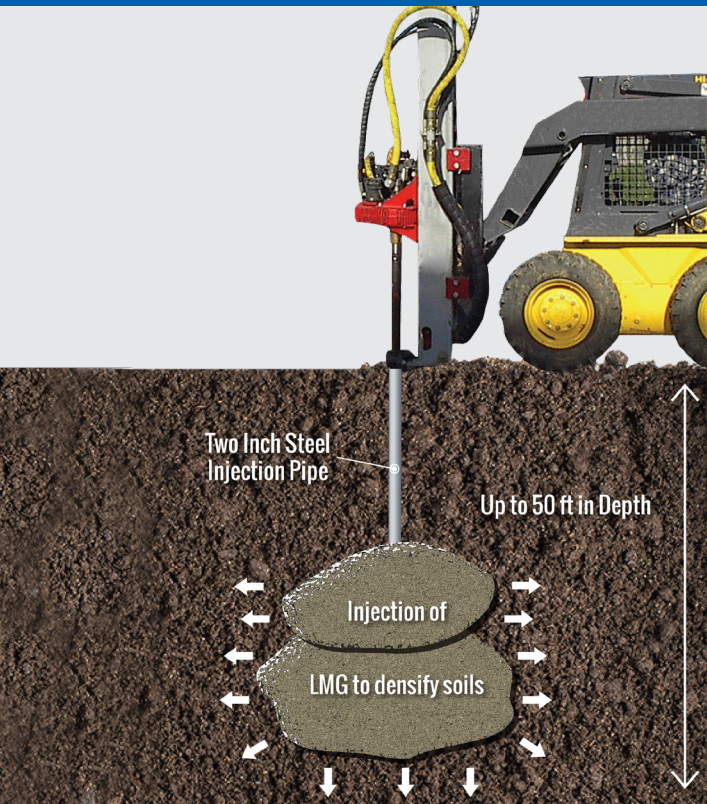 Two Inch Steel
Injection Pipe
Up to 50 ft in Depth
Injection of
LMG to densify soils